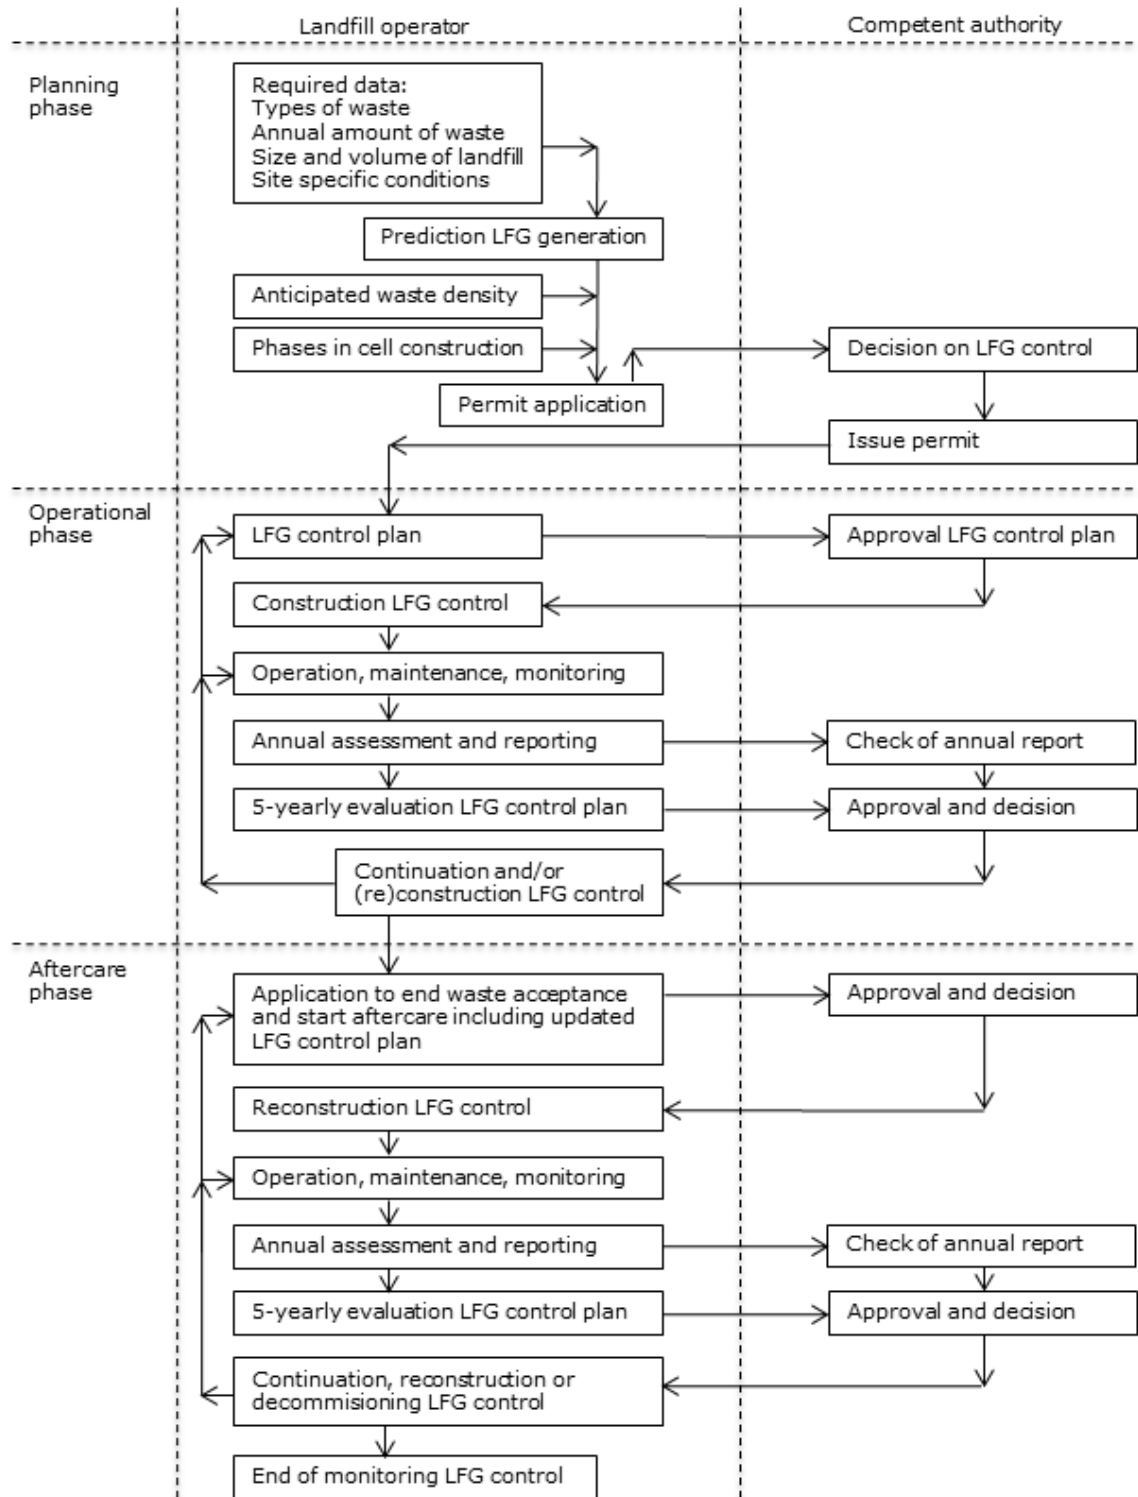 Landfill operator
Competent authority
Planning
phase
Required data:
Types of waste
Annual amount of waste
Size and volume of landfill
Site specific conditions
Prediction LFG generation
Anticipated waste density
Phases in cell construction
Decision on LFG control
Permit application
Issue permit
Operational
phase
LFG control plan
Approval LFG control plan
Construction LFG control
Operation, maintenance, monitoring
Annual assessment and reporting
Check of annual report
5-yearly evaluation LFG control plan
Approval and decision
Continuation and/or
(re)construction LFG control
Aftercare
phase
Application to end waste acceptance
and start aftercare including updated
LFG control plan
Approval and decision
Reconstruction LFG control
Operation, maintenance, monitoring
Annual assessment and reporting
Check of annual report
5-yearly evaluation LFG control plan
Approval and decision
Continuation, reconstruction or
decommisioning LFG control
End of monitoring LFG control